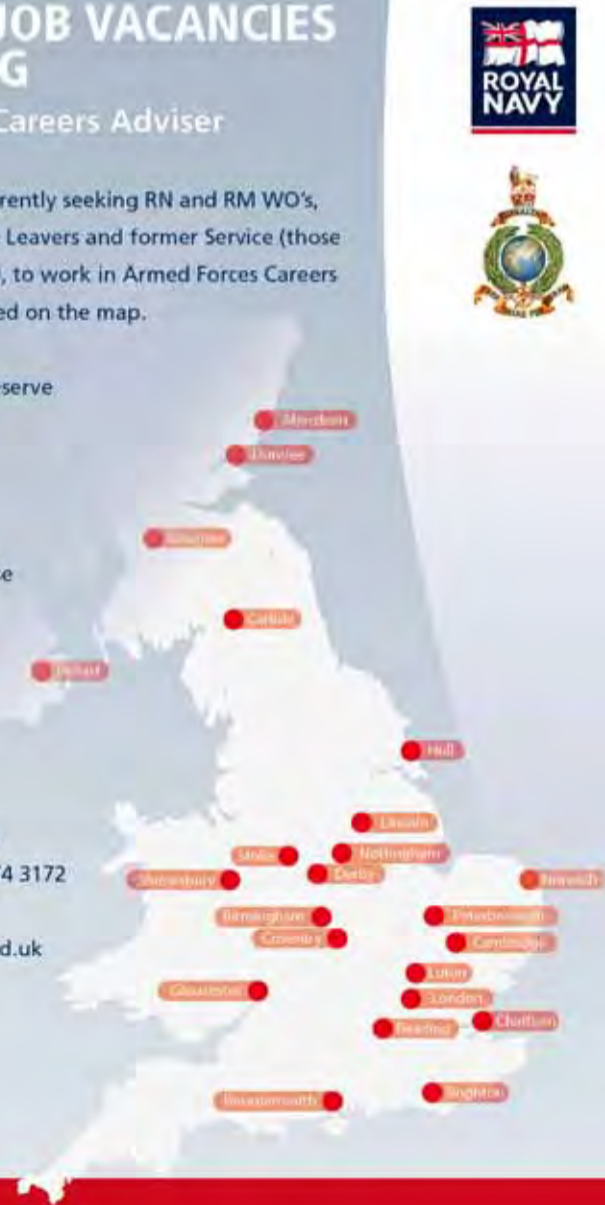 JOB VACANCIES
G
Careers Adviser
ROYAL
NAVY
rently seeking RN and RM WO's,
Leavers and former Service (those
, to work in Armed Forces Careers
ed on the map.
serve
Aberdeen
Dundee
e
Carlisle
Belfast
Hull
Lincoln
Stoke
Nottingham
Derby
Shrewsbury
Norwich
4 3172
Birmingham
Peterborough
Coventry
Cambridge
d.uk
Luton
Gloucester
London
Chatham
Reading
Bournemouth
Brighton